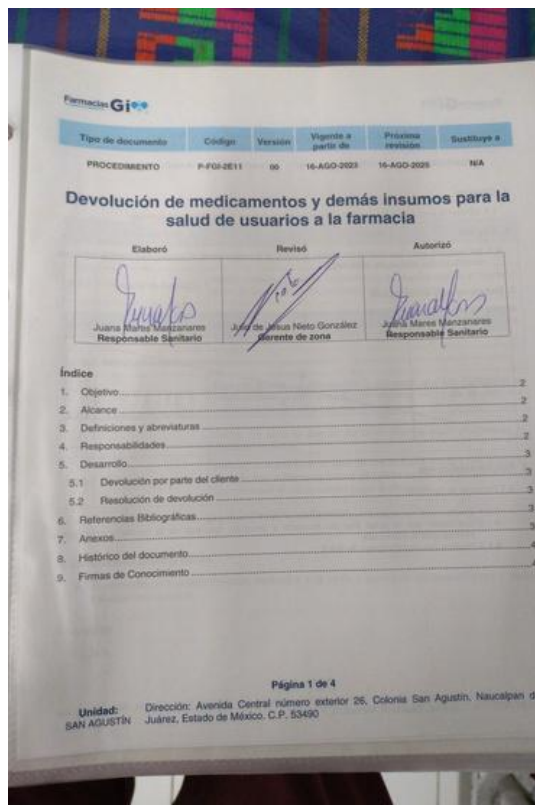 Farmacias Gi
Tipo de documento Código Versión Vigente a partir de Próxima revisión Sustituye a
PROCEDIMIENTO P-FGI-2E11 00 16-AGO-2023 16-AGO-2025 N/A
Devolución de medicamentos y demás insumos para la
salud de usuarios a la farmacia
Elaboró Revisó Autorizó
Juana Mares Manzanares Julio de Jesus Nieto González Juana Mares Manzanares
Responsable Sanitario Gerente de zona Responsable Sanitario
Índice
1. Objetivo 2
2. Alcance 2
3. Definiciones y abreviaturas 2
4. Responsabilidades 2
5. Desarrollo 3
5.1 Devolución por parte del cliente 3
5.2 Resolución de devolución 3
6. Referencias Bibliográficas 3
7. Anexos 3
8. Histórico del documento 4
9. Firmas de Conocimiento
Página 1 de 4
Unidad: Dirección: Avenida Central número exterior 26, Colonia San Agustín, Naucalpan d
SAN AGUSTÍN Juárez, Estado de México. C.P. 53490